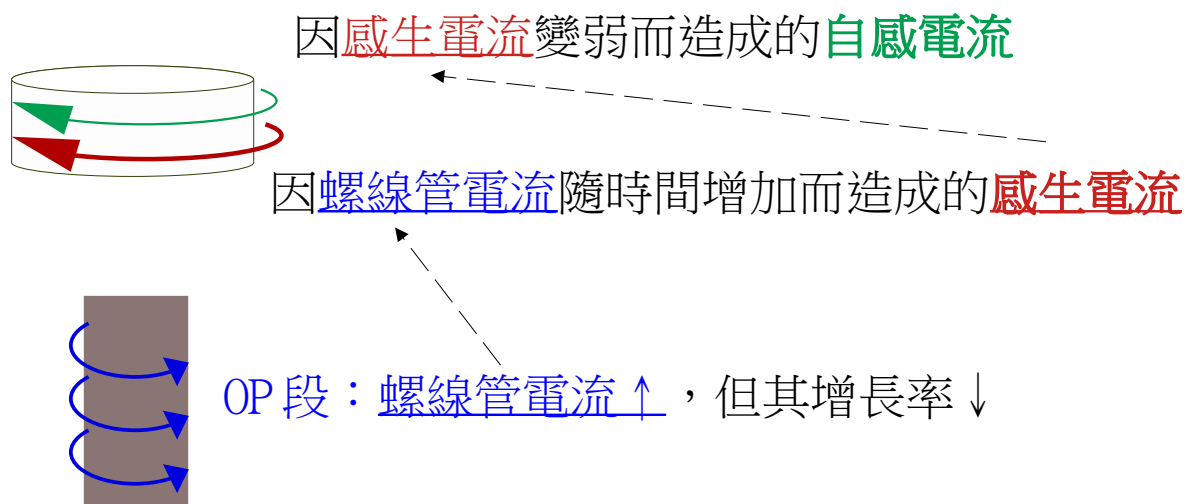 因感生電流變弱而造成的自感電流
因螺線管電流隨時間增加而造成的感生電流
OP段：螺線管電流↑，但其增長率↓